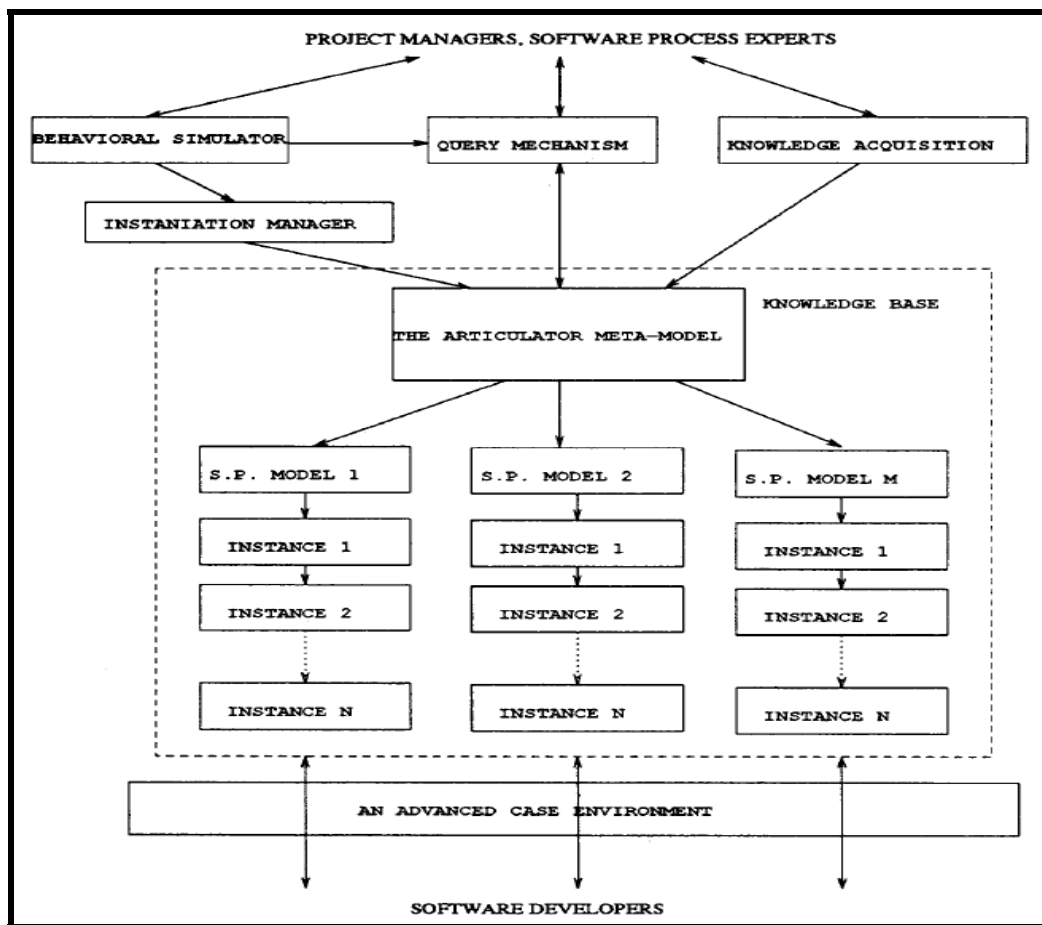 PROJECT MANAGERS, SOFTWARE PROCESS EXPERTS
BEHAVIORAL SIMULATOR
QUERY MECHANISM
KNOWLEDGE ACQUISITION
INSTANIATION MANAGER
KNOWLEDGE BASE
THE ARTICULATOR META-MODEL
S.P. MODEL 1
S.P. MODEL 2
S.P. MODEL M
INSTANCE 1
INSTANCE 1
INSTANCE 1
INSTANCE 2
INSTANCE 2
INSTANCE 2
INSTANCE N
INSTANCE N
INSTANCE N
AN ADVANCED CASE ENVIRONMENT
SOFTWARE DEVELOPERS